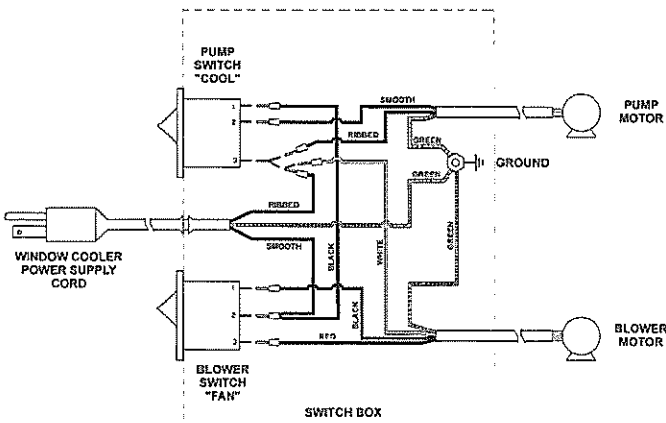 PUMP
SWITCH
"COOL"
1
2
3
SMOOTH
RIBBED
GREEN
GREEN
GROUND
PUMP
MOTOR
RIBBED
SMOOTH
WINDOW COOLER
POWER SUPPLY
CORD
BLACK
WHITE
GREEN
1
2
3
BLACK
RED
BLOWER
MOTOR
BLOWER
SWITCH
"FAN"
SWITCH BOX